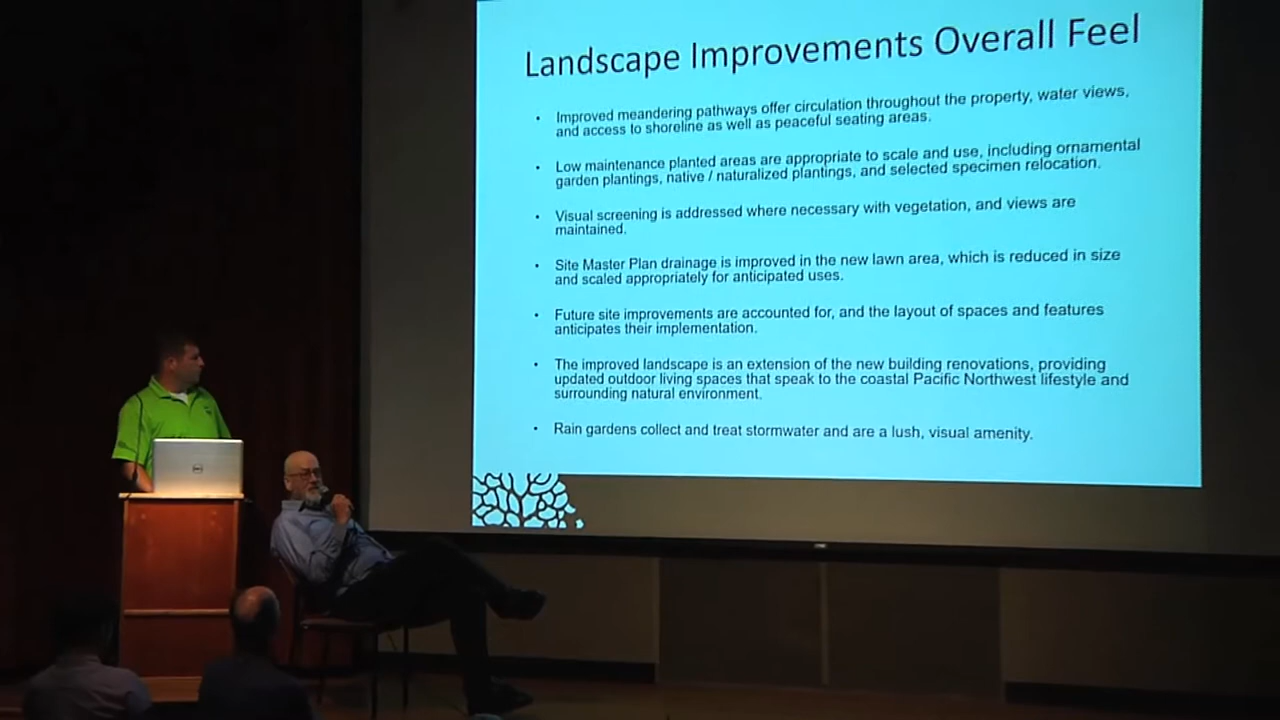 Landscape Improvements Overall Feel
• Improved meandering pathways offer circulation throughout the property, water views,
and access to shoreline as well as peaceful seating areas.
• Low maintenance planted areas are appropriate to scale and use, including ornamental
garden plantings, native / naturalized plantings, and selected specimen relocation.
• Visual screening is addressed where necessary with vegetation, and views are
maintained.
• Site Master Plan drainage is improved in the new lawn area, which is reduced in size
and scaled appropriately for anticipated uses.
• Future site improvements are accounted for, and the layout of spaces and features
anticipates their implementation.
• The improved landscape is an extension of the new building renovations, providing
updated outdoor living spaces that speak to the coastal Pacific Northwest lifestyle and
surrounding natural environment.
• Rain gardens collect and treat stormwater and are a lush, visual amenity.
DELL